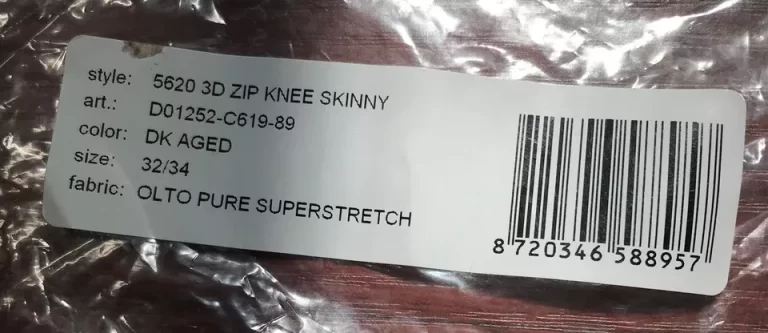 style: 5620 3D ZIP KNEE SKINNY
art.: D01252-C619-89
color: DK AGED
size: 32/34
fabric: OLTO PURE SUPERSTRETCH
8 720346 588957